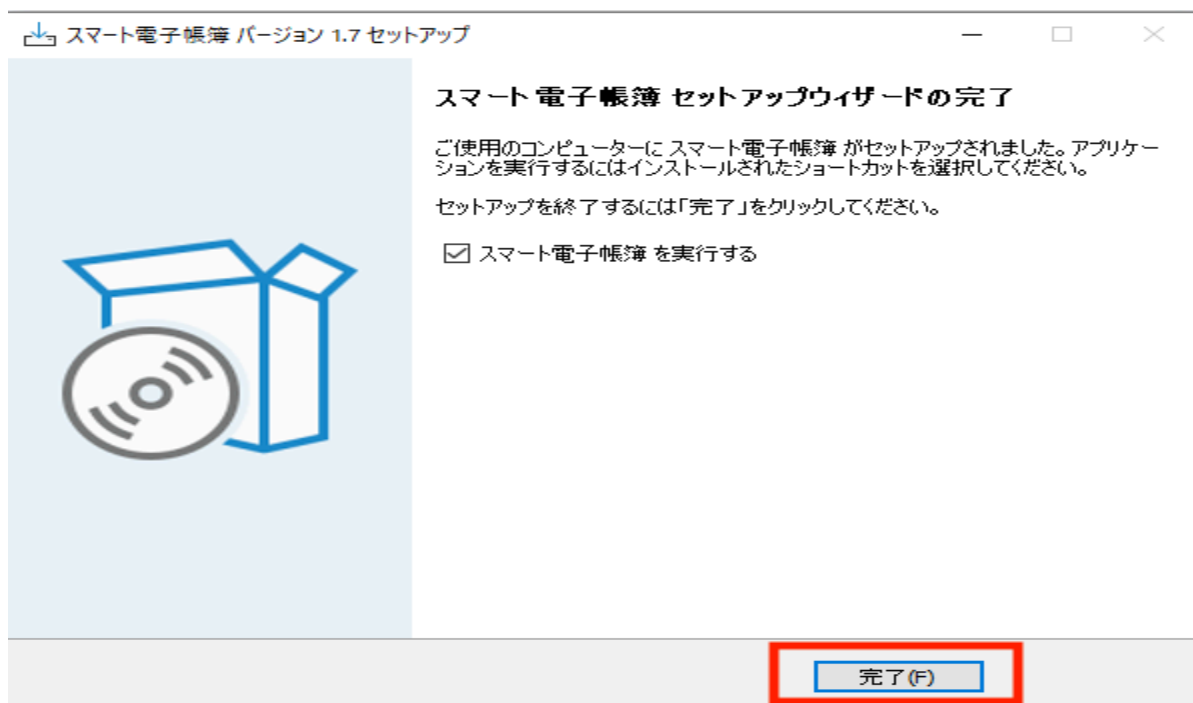 スマート電子帳簿 バージョン 1.7 セットアップ
スマート電子帳簿 セットアップウィザードの完了
ご使用のコンピューターに スマート電子帳簿 がセットアップされました。アプリケー
ションを実行するにはインストールされたショートカットを選択してください。
セットアップを終了するには「完了」をクリックしてください。
スマート電子帳簿 を実行する
完了(F)